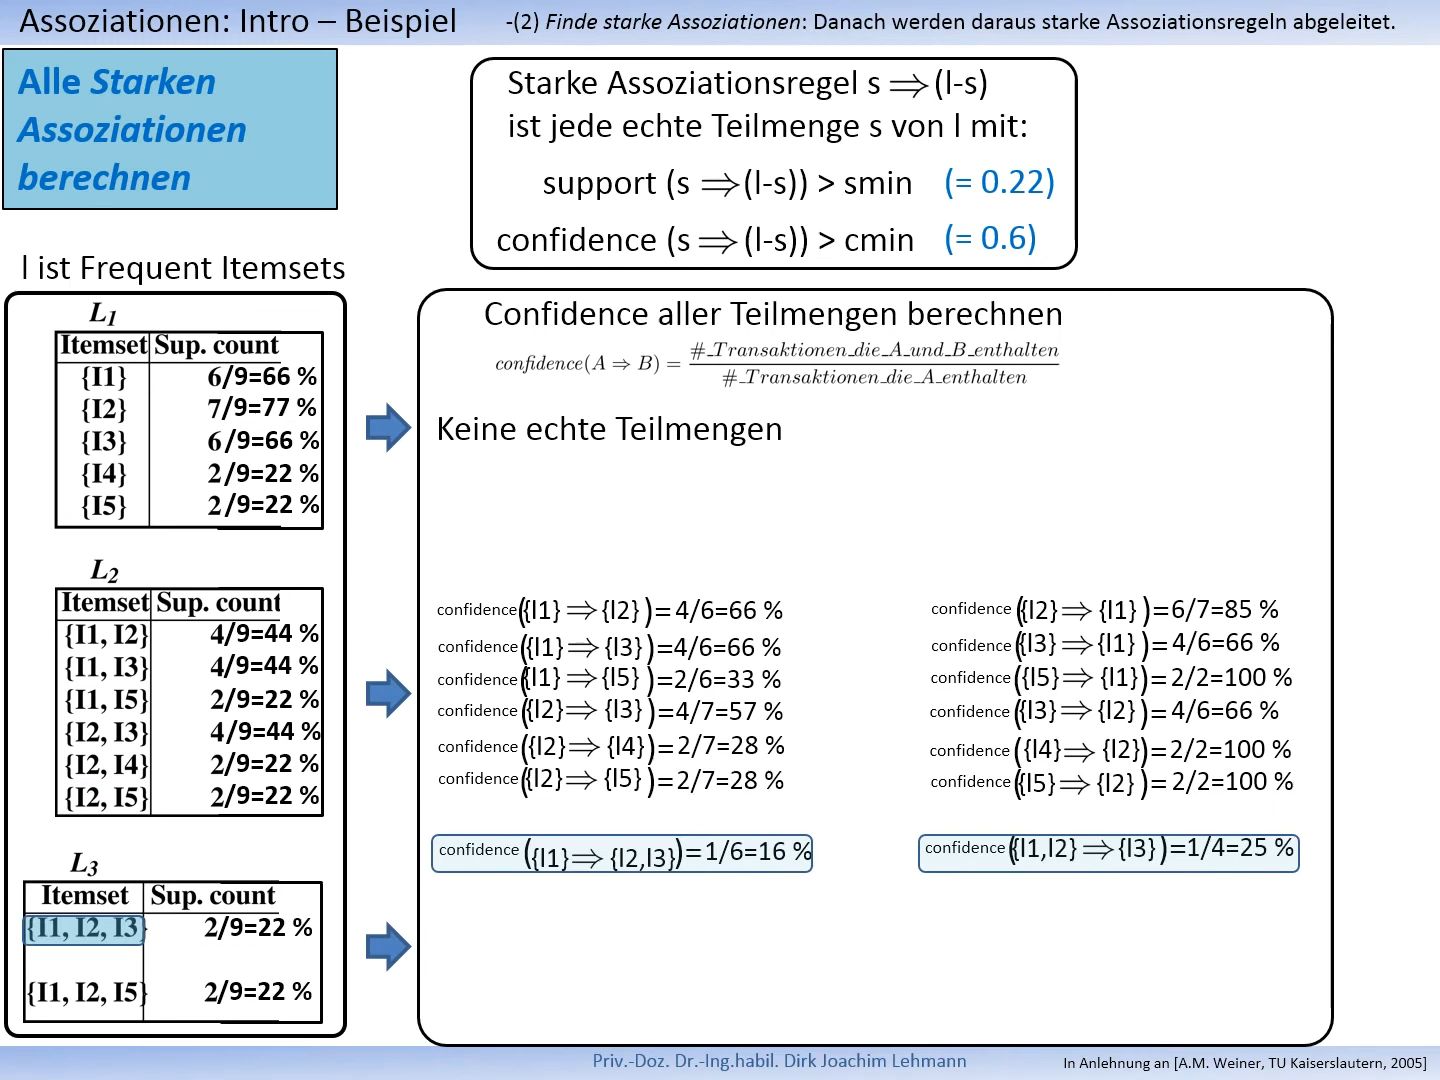 Assoziationen: Intro – Beispiel
-(2) Finde starke Assoziationen: Danach werden daraus starke Assoziationsregeln abgeleitet.
Alle Starken
Assoziationen
berechnen
Starke Assoziationsregel s ⇒ (l-s)
ist jede echte Teilmenge s von l mit:
support (s ⇒ (l-s)) > smin (= 0.22)
confidence (s ⇒ (l-s)) > cmin (= 0.6)
l ist Frequent Itemsets
L1
Itemset Sup. count
{I1} 6/9=66 %
{I2} 7/9=77 %
{I3} 6/9=66 %
{I4} 2/9=22 %
{I5} 2/9=22 %
L2
Itemset Sup. count
{I1, I2} 4/9=44 %
{I1, I3} 4/9=44 %
{I1, I5} 2/9=22 %
{I2, I3} 4/9=44 %
{I2, I4} 2/9=22 %
{I2, I5} 2/9=22 %
L3
Itemset Sup. count
{I1, I2, I3} 2/9=22 %
{I1, I2, I5} 2/9=22 %
Confidence aller Teilmengen berechnen
confidence(A ⇒ B) = #_Transaktionen_die_A_und_B_enthalten
#_Transaktionen_die_A_enthalten
Keine echte Teilmengen
confidence({I1} ⇒ {I2}) = 4/6=66 % confidence({I2} ⇒ {I1}) =6/7=85 %
confidence({I1} ⇒ {I3}) =4/6=66 % confidence({I3} ⇒ {I1}) = 4/6=66 %
confidence({I1} ⇒ {I5}) =2/6=33 % confidence({I5} ⇒ {I1}) = 2/2=100 %
confidence({I2} ⇒ {I3}) =4/7=57 % confidence({I3} ⇒ {I2}) = 4/6=66 %
confidence({I2} ⇒ {I4}) = 2/7=28 % confidence({I4} ⇒ {I2}) = 2/2=100 %
confidence({I2} ⇒ {I5}) = 2/7=28 % confidence({I5} ⇒ {I2}) = 2/2=100 %
confidence ({I1} ⇒ {I2,I3}) = 1/6=16 % confidence({I1,I2} ⇒ {I3}) =1/4=25 %
Priv.-Doz. Dr.-Ing.habil. Dirk Joachim Lehmann
In Anlehnung an [A.M. Weiner, TU Kaiserslautern, 2005]